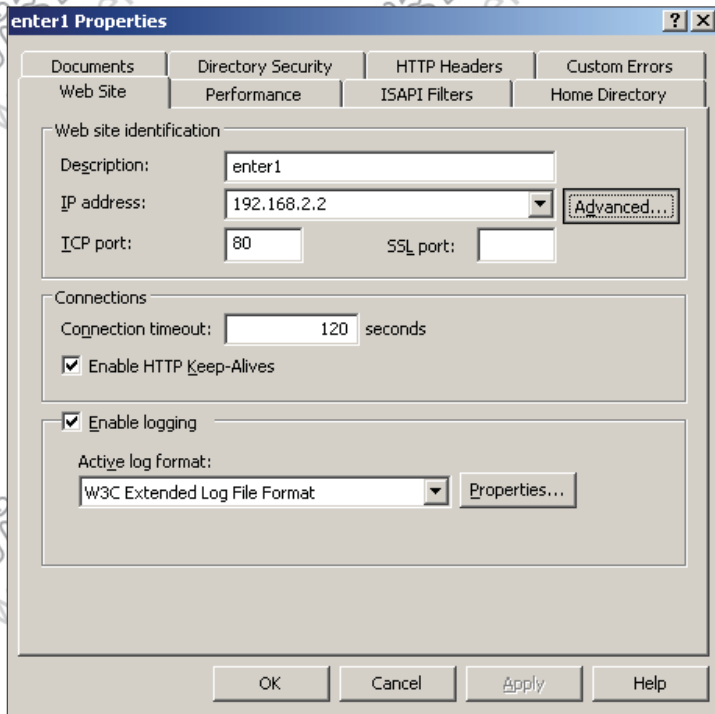 enter1 Properties
Documents Directory Security HTTP Headers Custom Errors
Web Site Performance ISAPI Filters Home Directory
Web site identification
Description: enter1
IP address: 192.168.2.2 Advanced...
TCP port: 80 SSL port:
Connections
Connection timeout: 120 seconds
Enable HTTP Keep-Alives
Enable logging
Active log format:
W3C Extended Log File Format Properties...
OK Cancel Apply Help